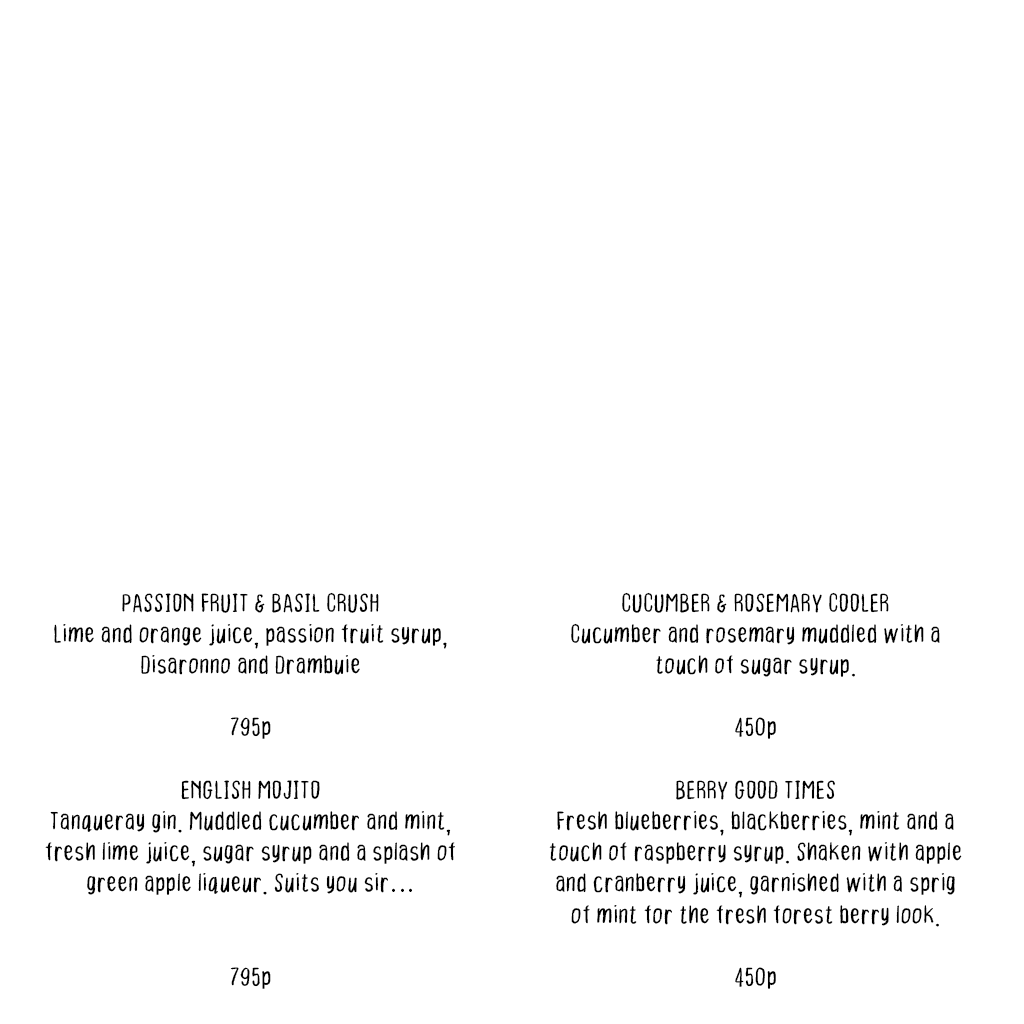 PASSION FRUIT & BASIL CRUSH
Lime and orange juice, passion fruit syrup,
Disaronno and Drambuie
795p
ENGLISH MOJITO
Tanqueray gin. Muddled cucumber and mint,
fresh lime juice, sugar syrup and a splash of
green apple liqueur. Suits you sir...
795p
CUCUMBER & ROSEMARY COOLER
Cucumber and rosemary muddled with a
touch of sugar syrup.
450p
BERRY GOOD TIMES
Fresh blueberries, blackberries, mint and a
touch of raspberry syrup. Shaken with apple
and cranberry juice, garnished with a sprig
of mint for the fresh forest berry look.
450p